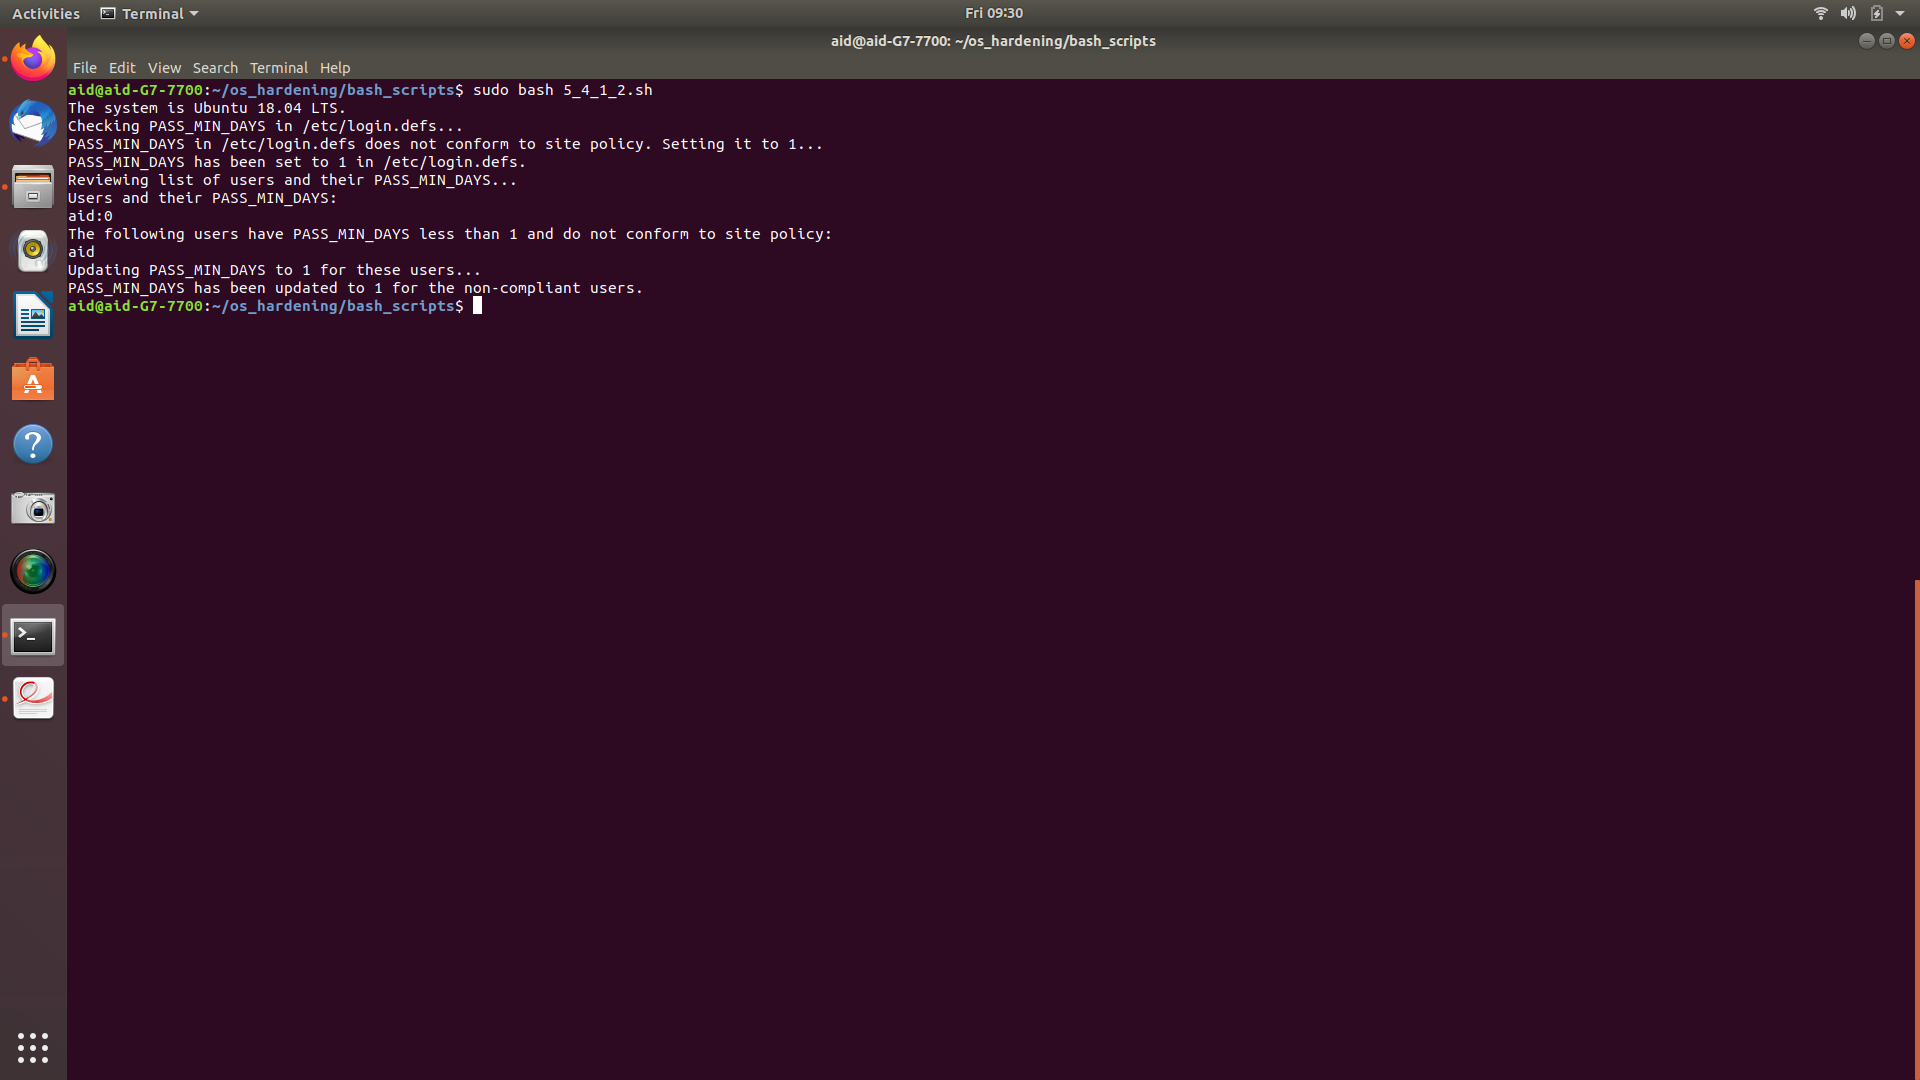 Activities Terminal Fri 09:30
aid@aid-G7-7700: ~/os_hardening/bash_scripts
File Edit View Search Terminal Help
aid@aid-G7-7700:~/os_hardening/bash_scripts$ sudo bash 5_4_1_2.sh
The system is Ubuntu 18.04 LTS.
Checking PASS_MIN_DAYS in /etc/login.defs...
PASS_MIN_DAYS in /etc/login.defs does not conform to site policy. Setting it to 1...
PASS_MIN_DAYS has been set to 1 in /etc/login.defs.
Reviewing list of users and their PASS_MIN_DAYS...
Users and their PASS_MIN_DAYS:
aid:0
The following users have PASS_MIN_DAYS less than 1 and do not conform to site policy:
aid
Updating PASS_MIN_DAYS to 1 for these users...
PASS_MIN_DAYS has been updated to 1 for the non-compliant users.
aid@aid-G7-7700:~/os_hardening/bash_scripts$